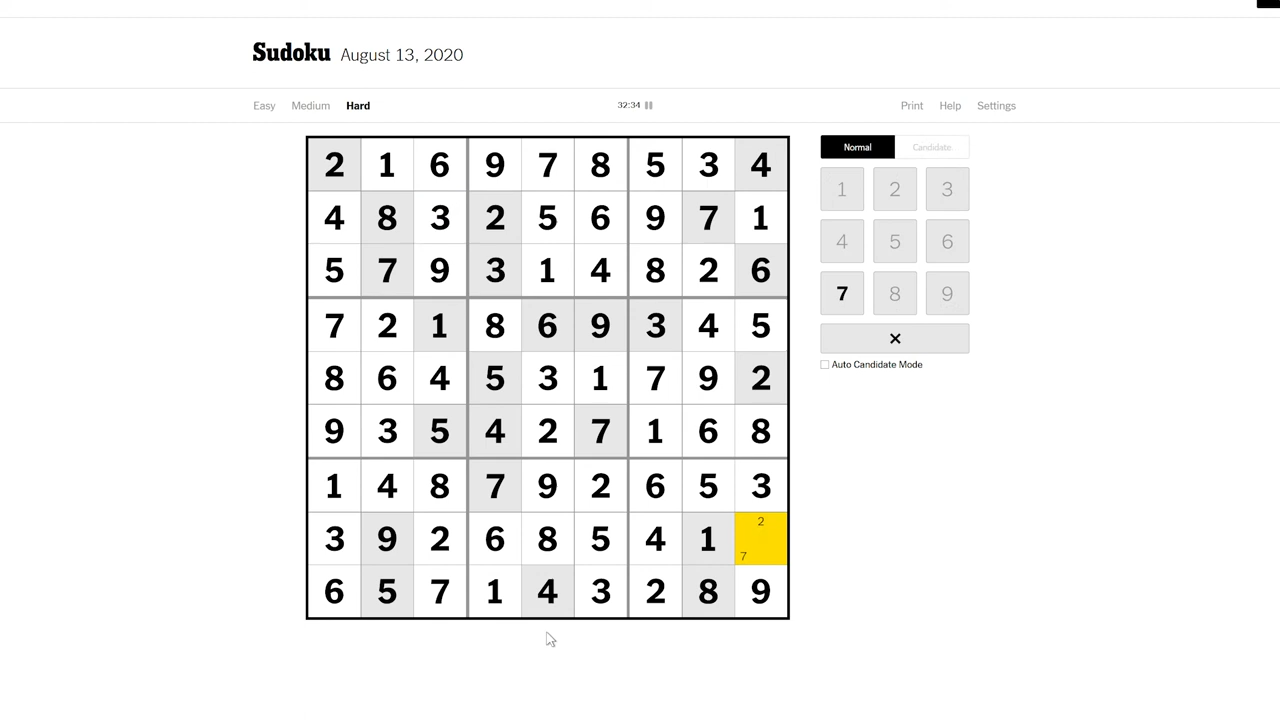 Sudoku August 13, 2020
Easy Medium Hard 32:34 Print Help Settings
Normal Candidate
2 1 6 9 7 8 5 3 4
4 8 3 2 5 6 9 7 1
5 7 9 3 1 4 8 2 6
7 2 1 8 6 9 3 4 5
8 6 4 5 3 1 7 9 2
9 3 5 4 2 7 1 6 8
1 4 8 7 9 2 6 5 3
3 9 2 6 8 5 4 1 2 7
6 5 7 1 4 3 2 8 9
1 2 3
4 5 6
7 8 9
×
Auto Candidate Mode